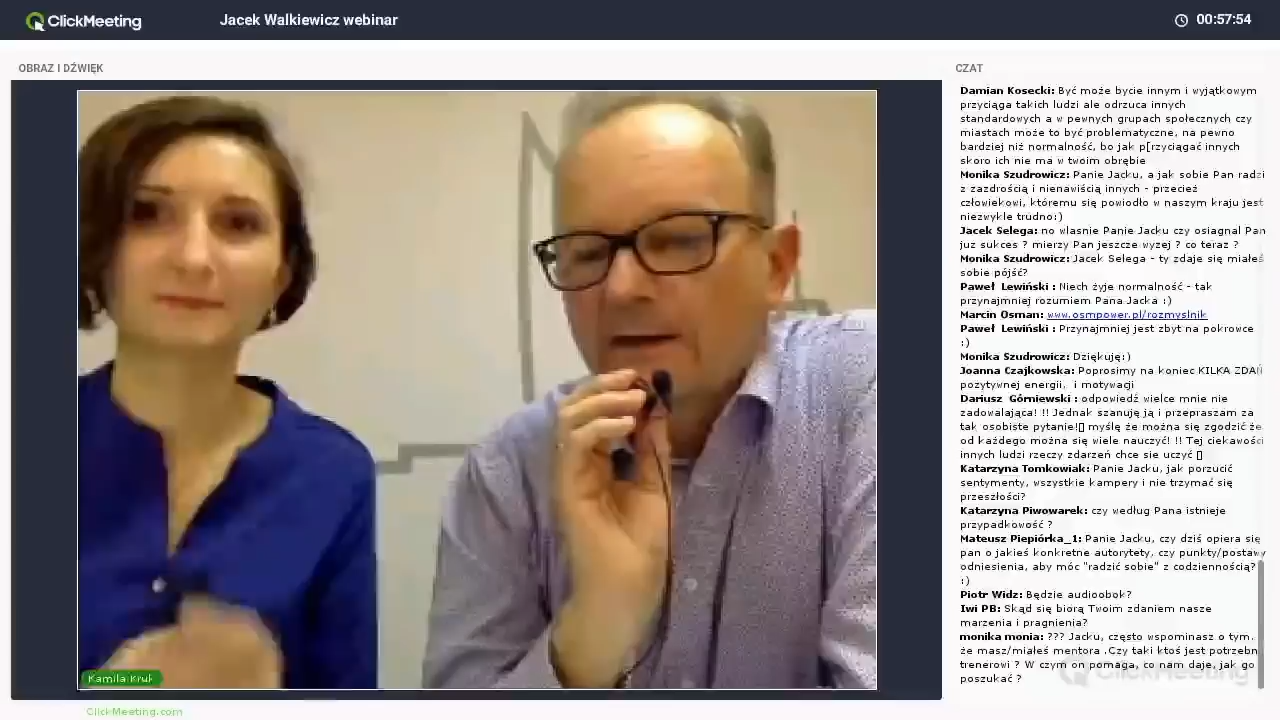 ClickMeeting
Jacek Walkiewicz webinar
00:57:54
OBRAZ I DŹWIĘK
CZAT
Damian Kosecki: Być może bycie innym i wyjątkowym
przyciąga takich ludzi ale odrzuca innych
standardowych a w pewnych grupach społecznych czy
miastach może to być problematyczne, na pewno
bardziej niż normalność, bo jak p[rzyciągać innych
skoro ich nie ma w twoim obrębie
Monika Szudrowicz: Panie Jacku, a jak sobie Pan radzi
z zazdrością i nienawiścią innych - przecież
człowiekowi, któremu się powiodło w naszym kraju jest
niezwykle trudno:)
Jacek Selega: no wlasnie Panie Jacku czy osiagnal Pan
juz sukces ? mierzy Pan jeszcze wyzej ? co teraz ?
Monika Szudrowicz: Jacek Selega - ty zdaje się miałeś
sobie pójść?
Paweł Lewiński : Niech żyje normalność - tak
przynajmniej rozumiem Pana Jacka :)
Marcin Osman: www.osmpower.pl/rozmyslnik
Paweł Lewiński : Przynajmniej jest zbyt na pokrowce
:)
Monika Szudrowicz: Dziękuję:)
Joanna Czajkowska: Poprosimy na koniec KILKA ZDAŃ
pozytywnej energii, i motywacji
Dariusz Górniewski : odpowiedź wielce mnie nie
zadowalająca! !! Jednak szanuję ją i przepraszam za
tak osobiste pytanie! myślę że można się zgodzić że
od każdego można się wiele nauczyć! !! Tej ciekawości
innych ludzi rzeczy zdarzeń chce sie uczyć
Katarzyna Tomkowiak: Panie Jacku, jak porzucić
sentymenty, wszystkie kampery i nie trzymać się
przeszłości?
Katarzyna Piwowarek: czy według Pana istnieje
przypadkowość ?
Mateusz Piepiórka_1: Panie Jacku, czy dziś opiera się
pan o jakieś konkretne autorytety, czy punkty/postawy
odniesienia, aby móc "radzić sobie" z codziennością?
:)
Piotr Widz: Będzie audioobok?
Iwi PB: Skąd się biorą Twoim zdaniem nasze
marzenia i pragnienia?
monika monia: ??? Jacku, często wspominasz o tym,
że masz/miałeś mentora .Czy taki ktoś jest potrzebn
trenerowi ? W czym on pomaga, co nam daje, jak go
poszukać ?
Kamila Kruk
ClickMeeting
ClickMeeting.com